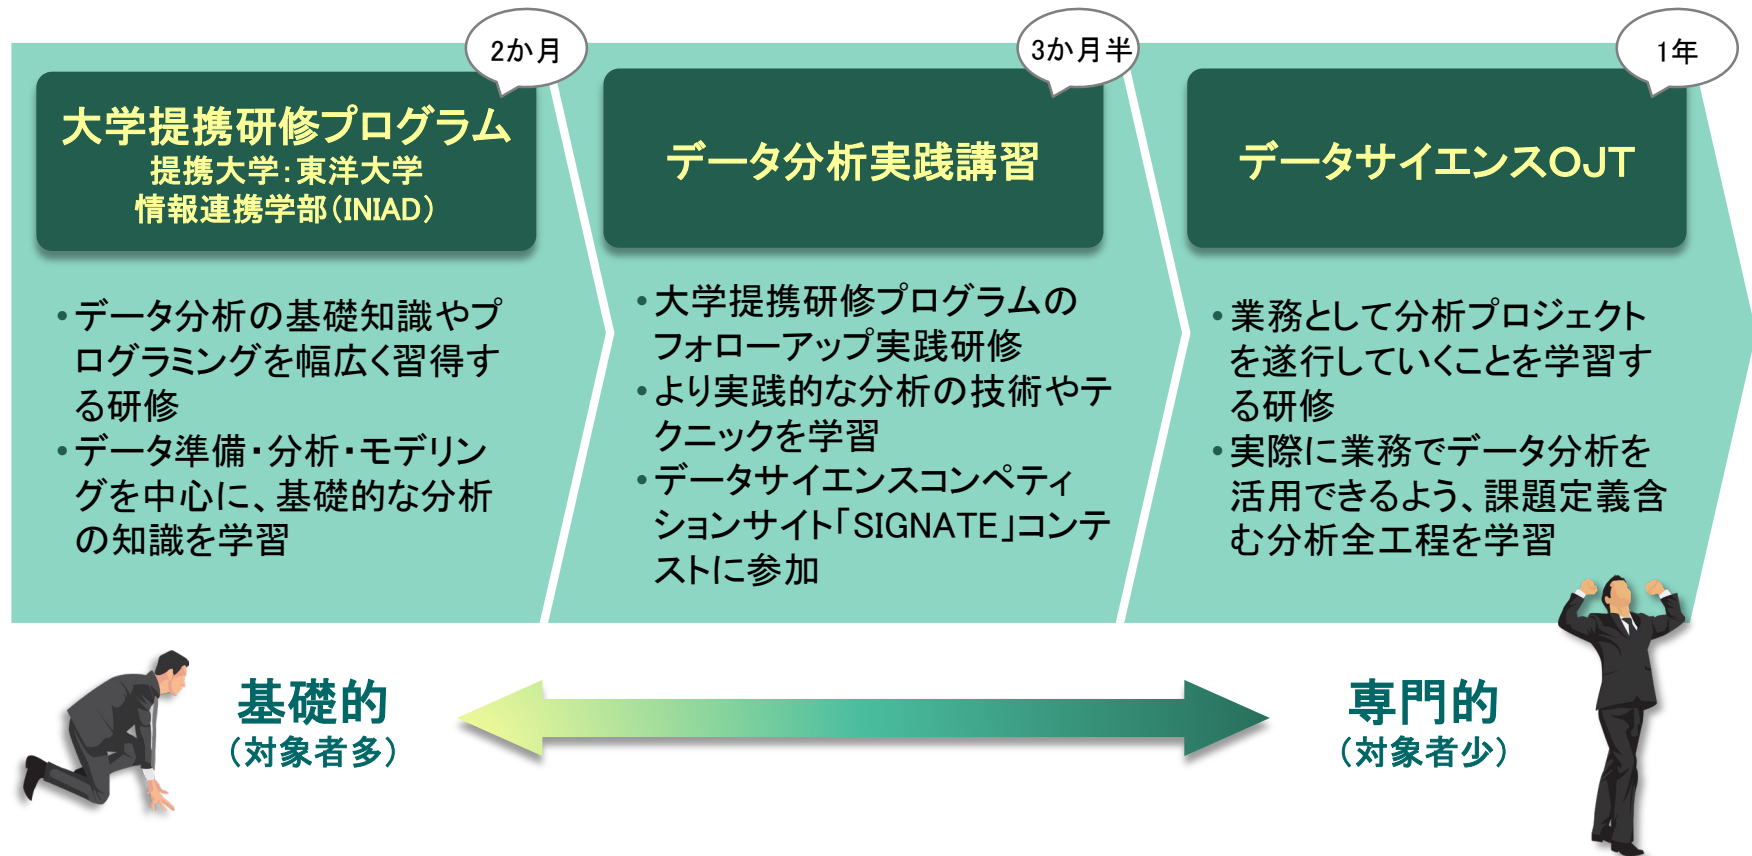 2か月
大学提携研修プログラム
提携大学：東洋大学
情報連携学部（INIAD）
・データ分析の基礎知識やプ
ログラミングを幅広く習得す
る研修
・データ準備・分析・モデリン
グを中心に、基礎的な分析
の知識を学習
3か月半
データ分析実践講習
・大学提携研修プログラムの
フォローアップ実践研修
・より実践的な分析の技術やテ
クニックを学習
・データサイエンスコンペティ
ションサイト「SIGNATE」コンテ
ストに参加
1年
データサイエンスOJT
・業務として分析プロジェクト
を遂行していくことを学習す
る研修
・実際に業務でデータ分析を
活用できるよう、課題定義含
む分析全工程を学習
基礎的
（対象者多）
専門的
（対象者少）